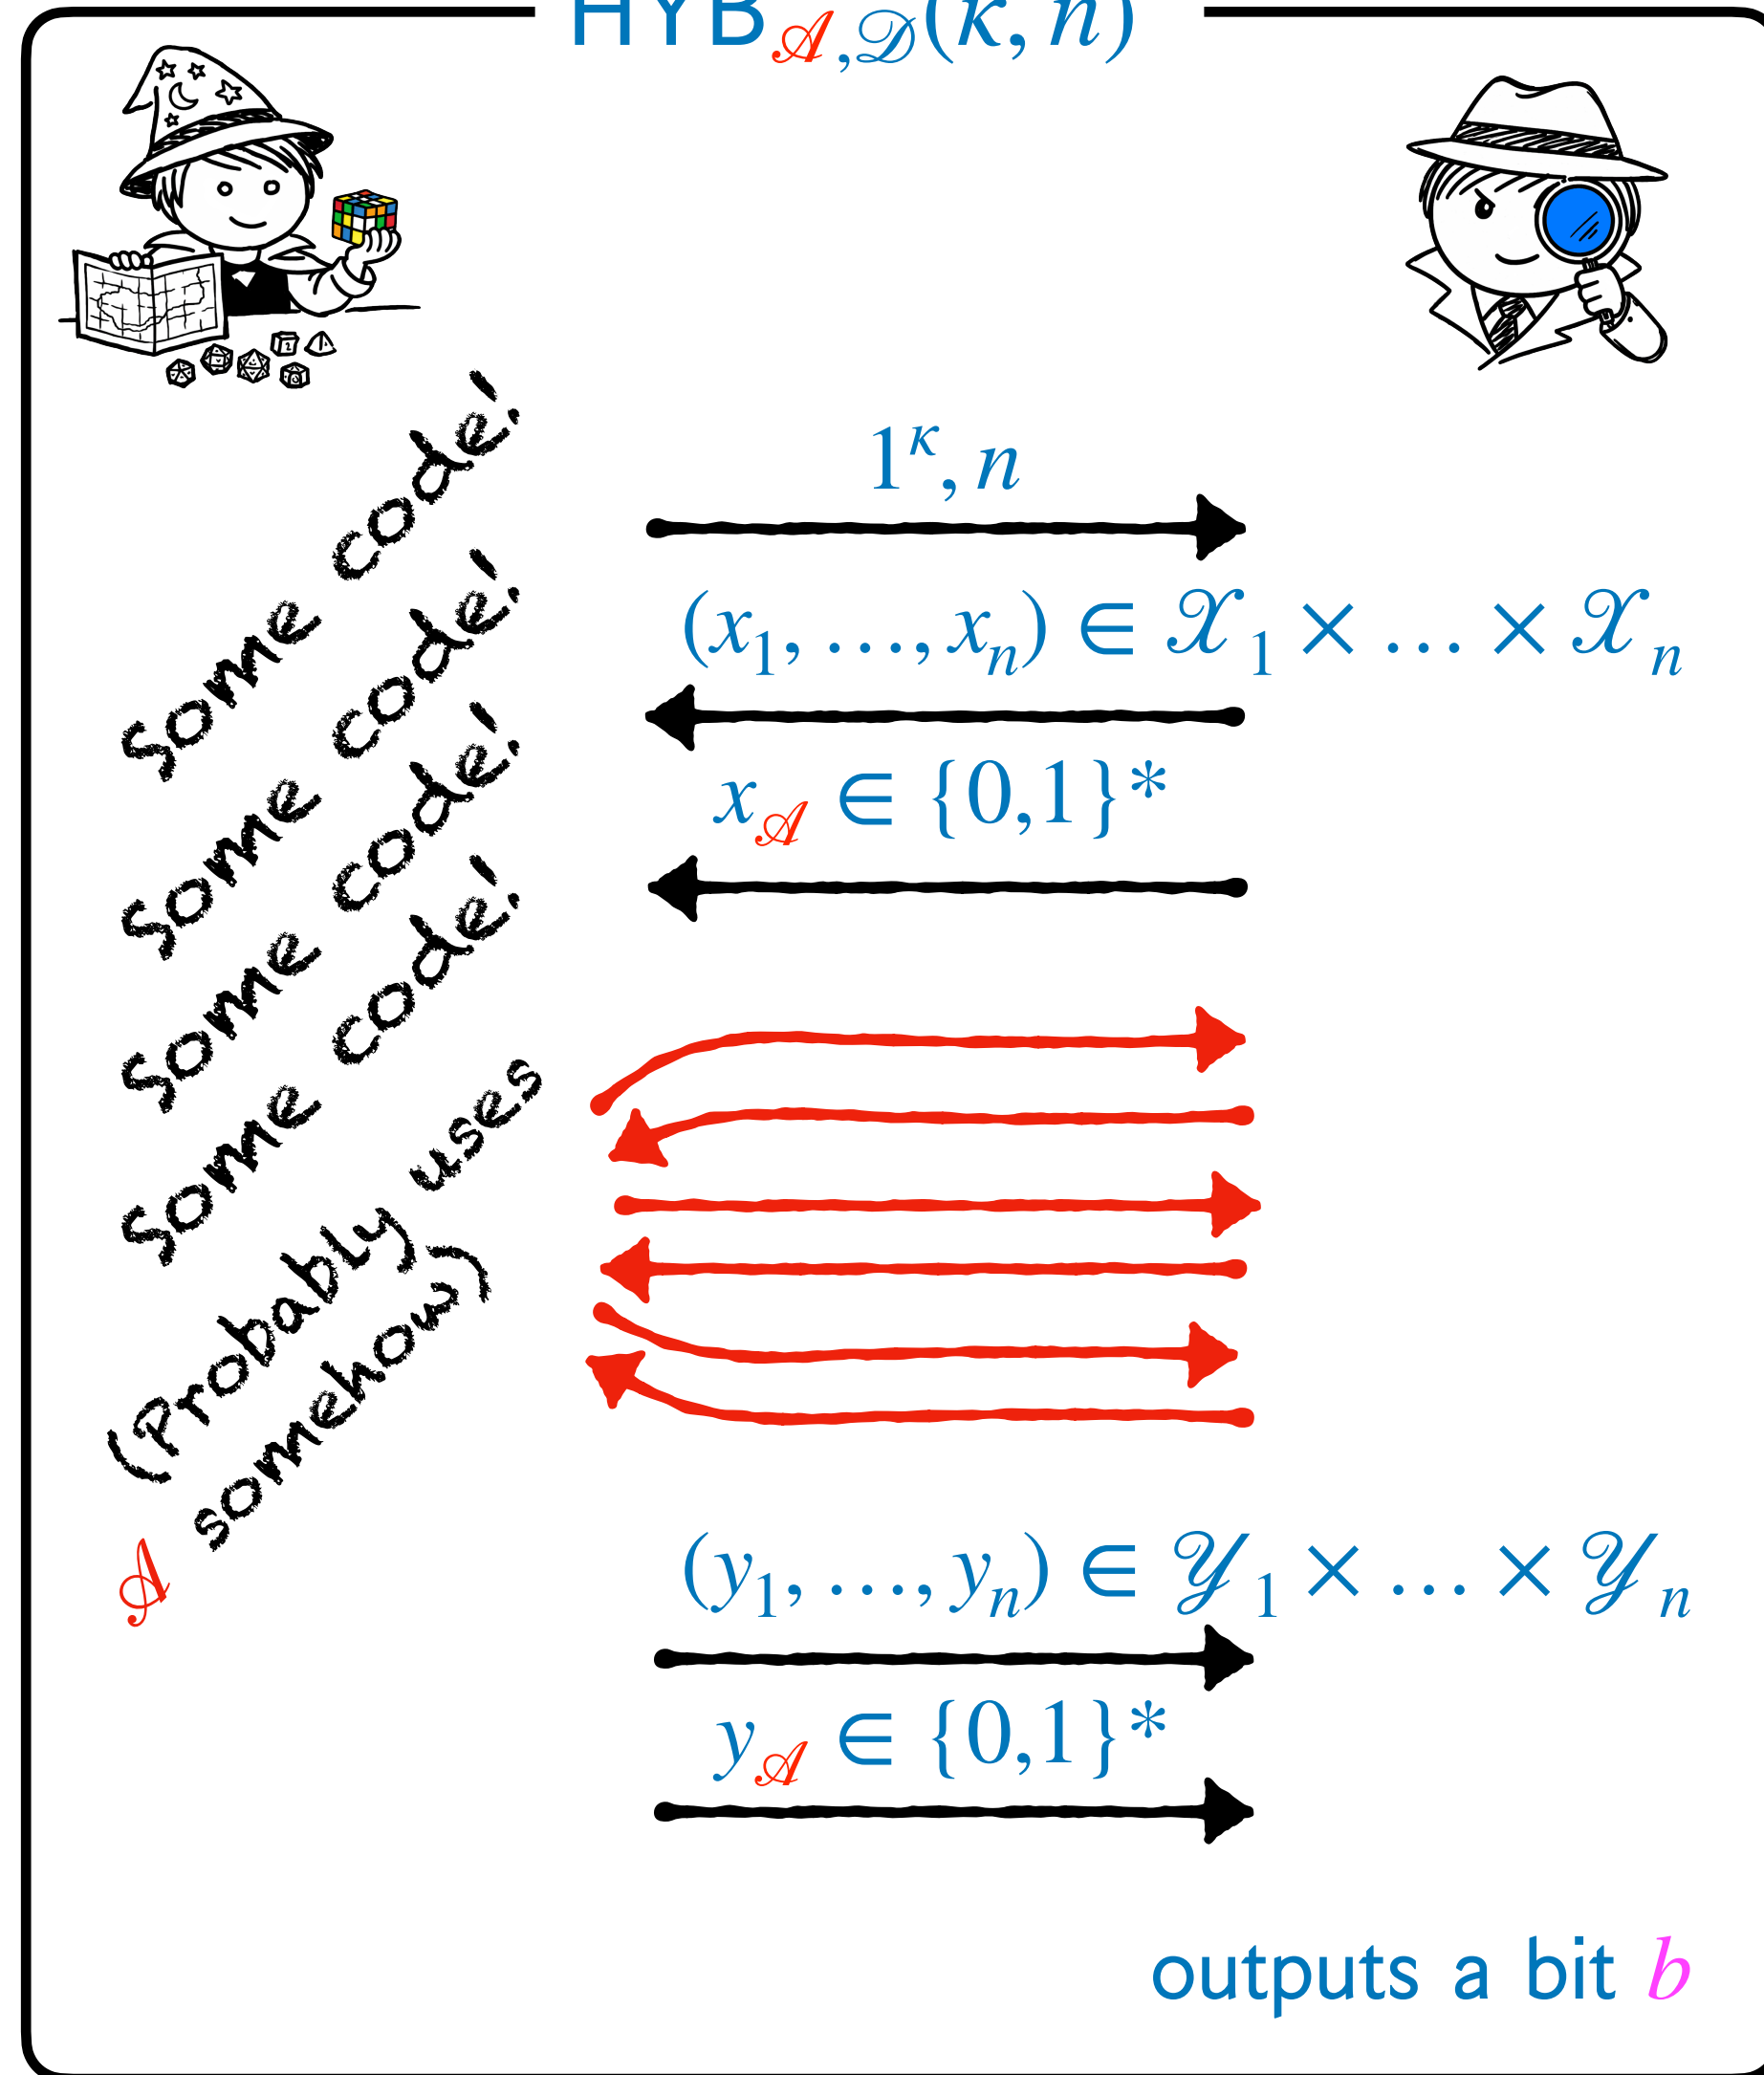 HYB𝒜,𝒟(k, n)
1^κ, n
(x₁, …, xₙ) ∈ 𝒳₁ × … × 𝒳ₙ
x𝒜 ∈ {0,1}*
some code!
some code!
some code!
some code!
(Probably uses
𝒜 somehow)
(y₁, …, yₙ) ∈ 𝒴₁ × … × 𝒴ₙ
y𝒜 ∈ {0,1}*
outputs a bit b